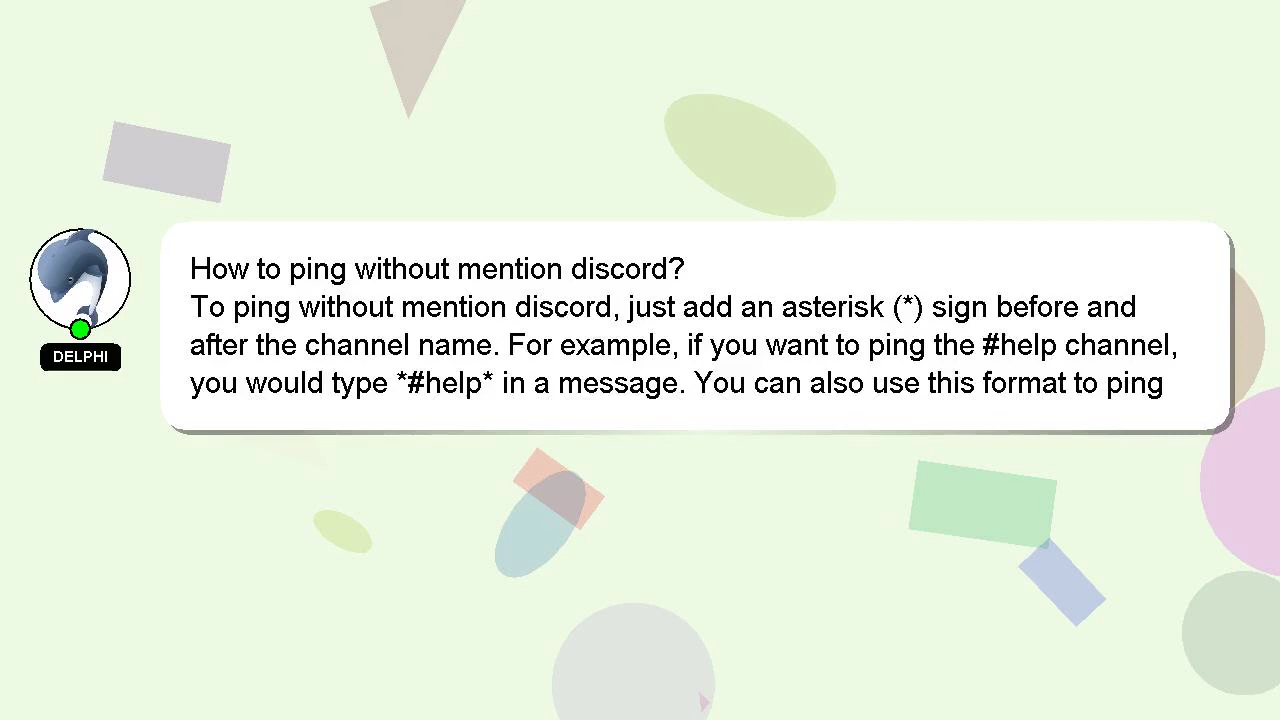 How to ping without mention discord?
To ping without mention discord, just add an asterisk (*) sign before and
after the channel name. For example, if you want to ping the #help channel,
you would type *#help* in a message. You can also use this format to ping
DELPHI